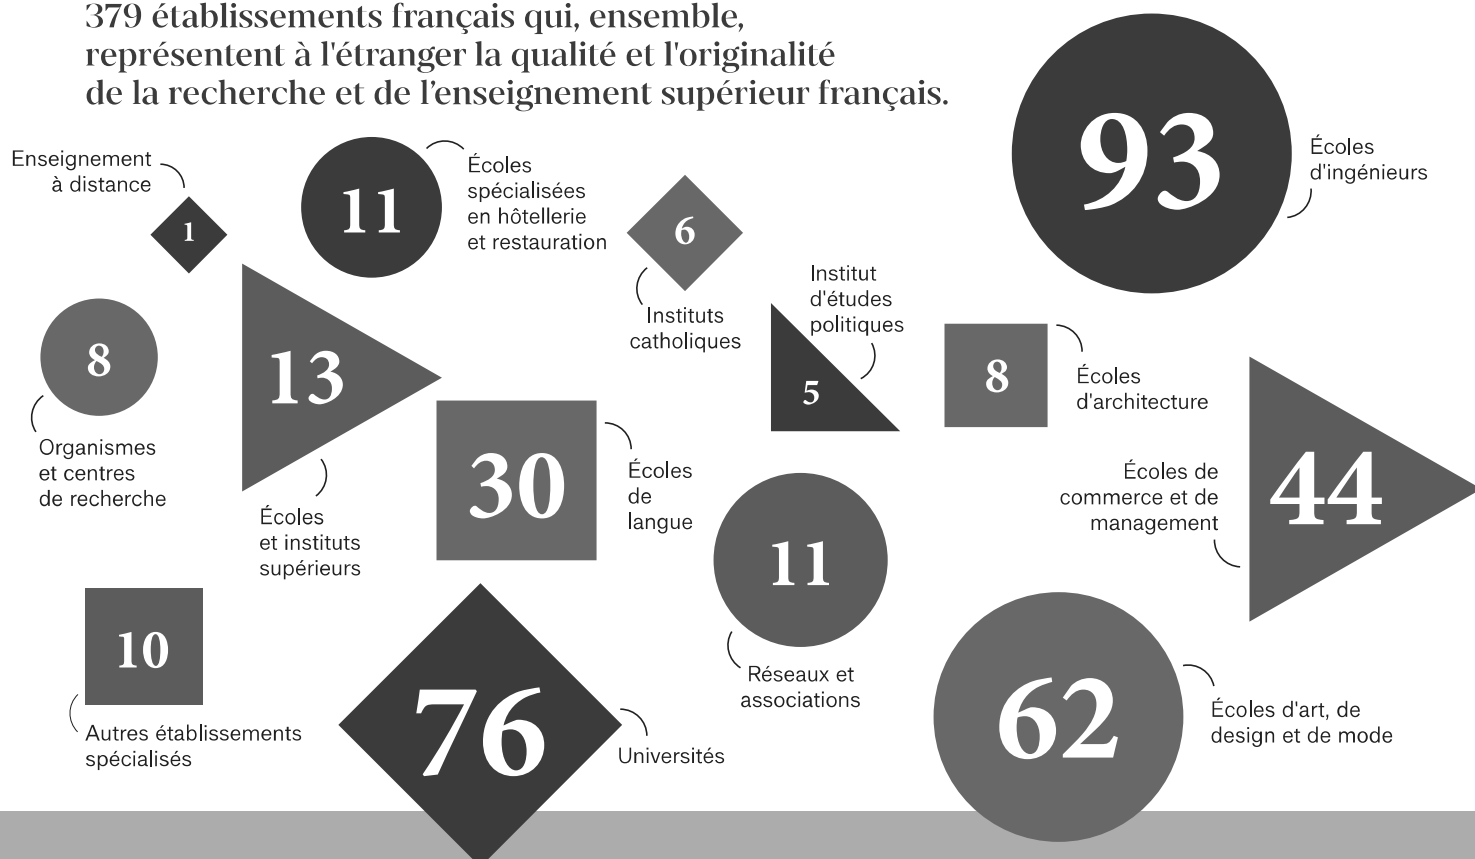 379 établissements français qui, ensemble,
représentent à l'étranger la qualité et l'originalité
de la recherche et de l’enseignement supérieur français.
93
Écoles
d'ingénieurs
Enseignement
à distance
1
11
Écoles
spécialisées
en hôtellerie
et restauration
6
Instituts
catholiques
Institut
d'études
politiques
5
8
Écoles
d'architecture
8
Organismes
et centres
de recherche
13
Écoles
et instituts
supérieurs
30
Écoles
de
langue
11
Réseaux et
associations
Écoles de
commerce et de
management
44
10
Autres établissements
spécialisés
76
Universités
62
Écoles d'art, de
design et de mode